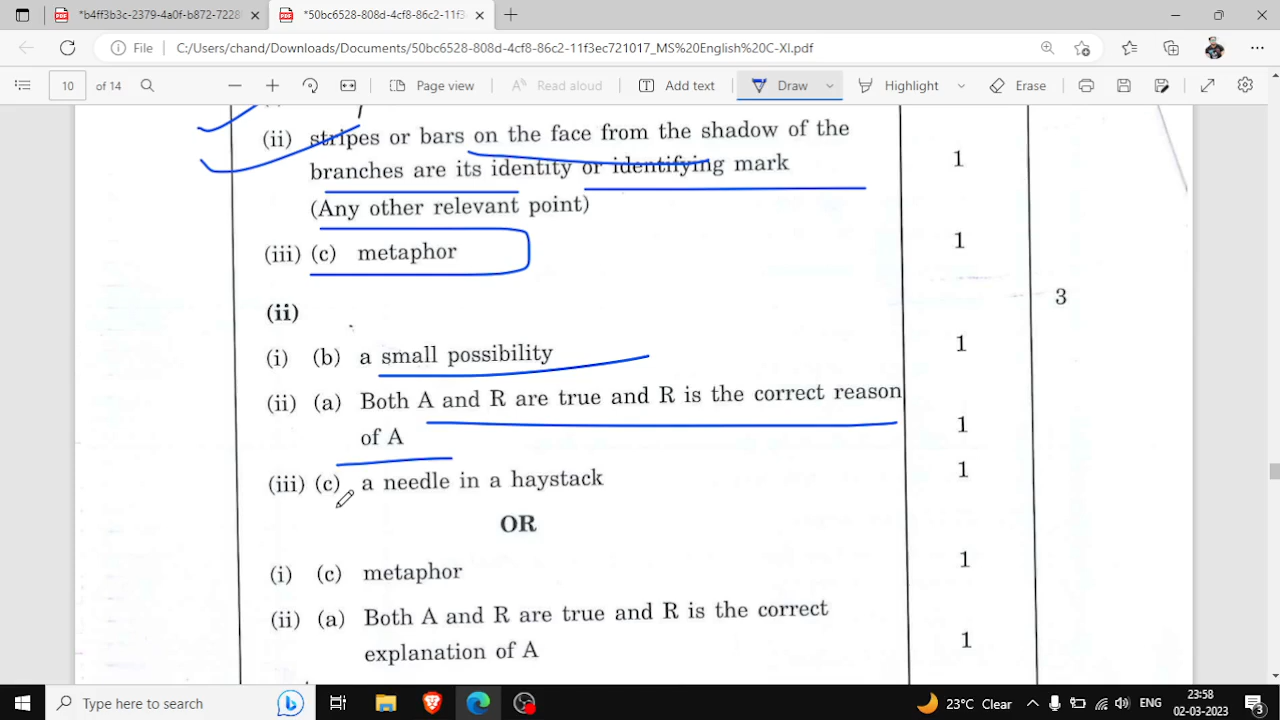 *b4ff3b3c-2379-4a0f-b872-7228
*50bc6528-808d-4cf8-86c2-11f3
File
C:/Users/chand/Downloads/Documents/50bc6528-808d-4cf8-86c2-11f3ec721017_MS%20English%20C-XI.pdf
10 of 14
Page view
Read aloud
Add text
Draw
Highlight
Erase
(ii) stripes or bars on the face from the shadow of the
branches are its identity or identifying mark 1
(Any other relevant point)
(iii) (c) metaphor 1
3
(ii)
(i) (b) a small possibility 1
(ii) (a) Both A and R are true and R is the correct reason
of A 1
(iii) (c) a needle in a haystack 1
OR
(i) (c) metaphor 1
(ii) (a) Both A and R are true and R is the correct
explanation of A 1
Type here to search
23°C Clear
ENG
23:58
02-03-2023
3